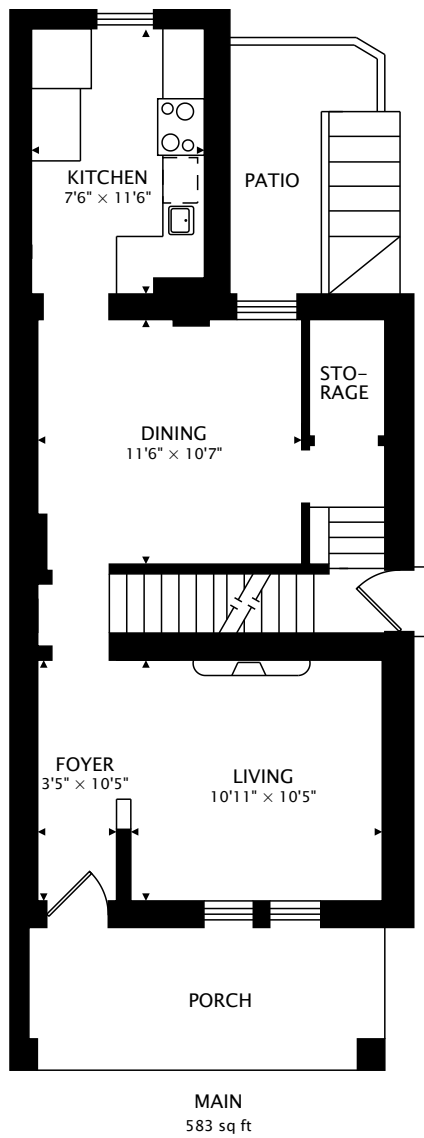 KITCHEN
7'6" × 11'6"
PATIO
STO-
RAGE
DINING
11'6" × 10'7"
FOYER
3'5" × 10'5"
LIVING
10'11" × 10'5"
PORCH
MAIN
583 sq ft